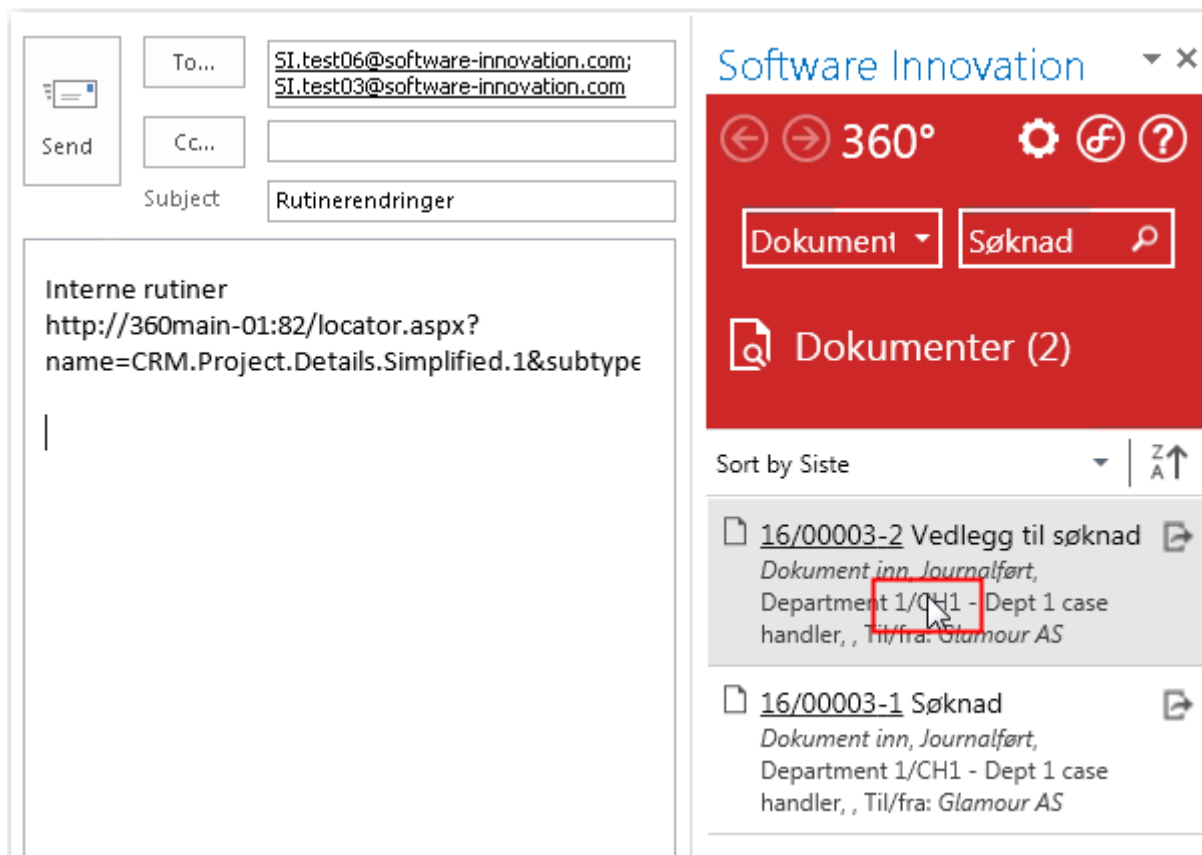 To...
SI.test06@software-innovation.com;
SI.test03@software-innovation.com
Send
Cc...
Subject
Rutinerendringer
Interne rutiner
http://360main-01:82/locator.aspx?
name=CRM.Project.Details.Simplified.1&subtype
Software Innovation
360°
Dokument
Søknad
Dokumenter (2)
Sort by Siste
Z
A
16/00003-2 Vedlegg til søknad
Dokument inn, Journalført,
Department 1/CH1 - Dept 1 case
handler, , Til/fra: Glamour AS
16/00003-1 Søknad
Dokument inn, Journalført,
Department 1/CH1 - Dept 1 case
handler, , Til/fra: Glamour AS